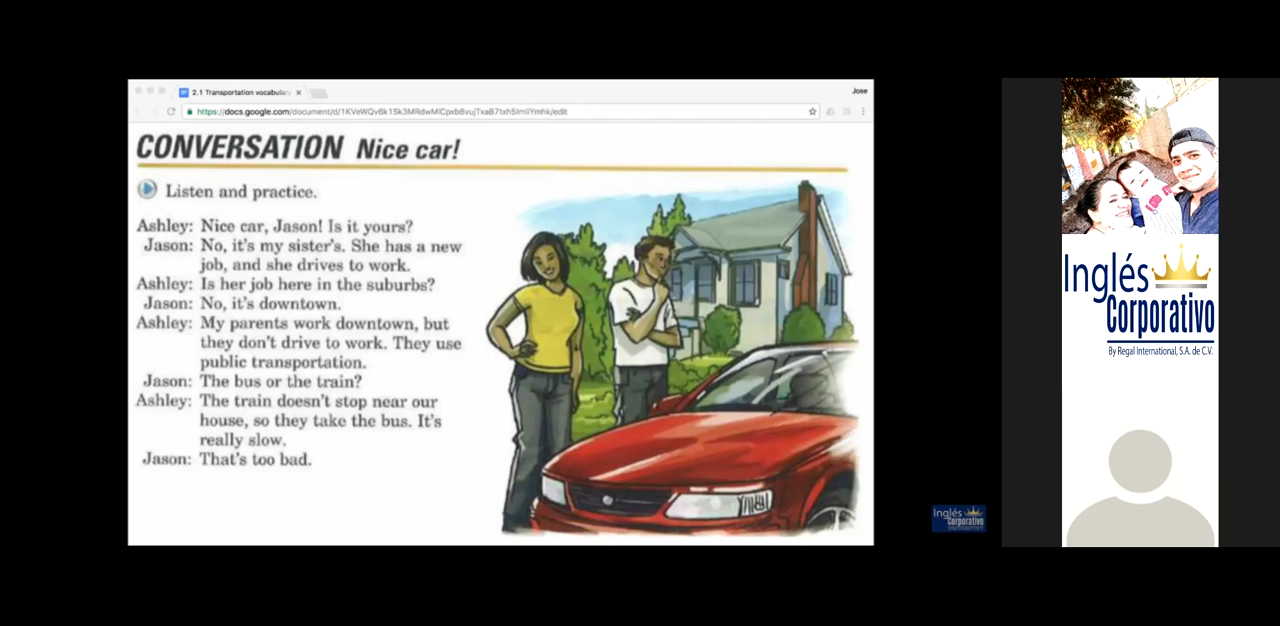 2.1 Transportation vocabulary
Jose
CONVERSATION Nice car!
Listen and practice.
Ashley: Nice car, Jason! Is it yours?
Jason: No, it's my sister's. She has a new
job, and she drives to work.
Ashley: Is her job here in the suburbs?
Jason: No, it's downtown.
Ashley: My parents work downtown, but
they don't drive to work. They use
public transportation.
Jason: The bus or the train?
Ashley: The train doesn't stop near our
house, so they take the bus. It's
really slow.
Jason: That's too bad.
Inglés
Corporativo
Inglés
Corporativo
By Regal International, S.A. de C.V.